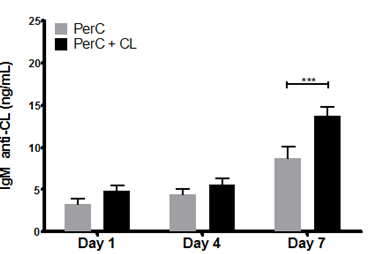 PerC
PerC + CL
IgM anti-CL (ng/mL)
25
20
15
10
5
0
***
Day 1
Day 4
Day 7